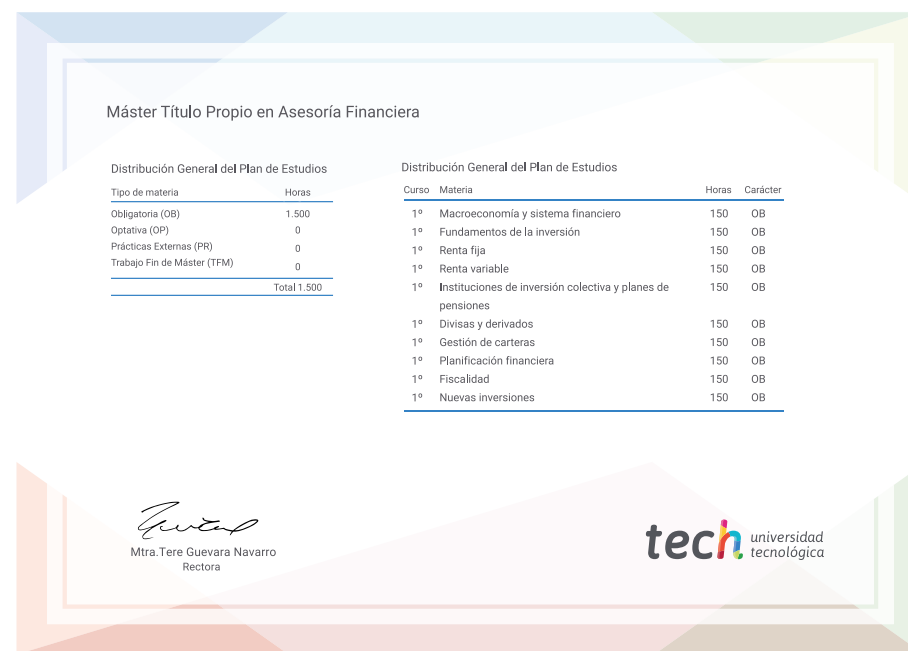 Máster Título Propio en Asesoría Financiera
Distribución General del Plan de Estudios
Tipo de materia Horas
Obligatoria (OB) 1.500
Optativa (OP) 0
Prácticas Externas (PR) 0
Trabajo Fin de Máster (TFM) 0
Total 1.500
Distribución General del Plan de Estudios
Curso Materia Horas Carácter
1º Macroeconomía y sistema financiero 150 OB
1º Fundamentos de la inversión 150 OB
1º Renta fija 150 OB
1º Renta variable 150 OB
1º Instituciones de inversión colectiva y planes de 150 OB
pensiones
1º Divisas y derivados 150 OB
1º Gestión de carteras 150 OB
1º Planificación financiera 150 OB
1º Fiscalidad 150 OB
1º Nuevas inversiones 150 OB
Mtra.Tere Guevara Navarro
Rectora
tech universidad
tecnológica